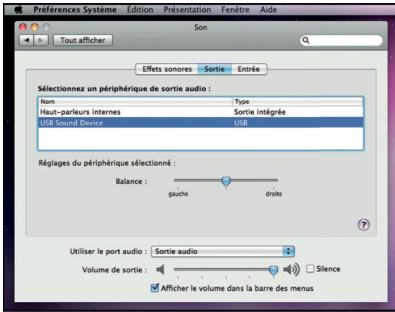 Préférences Système Édition Présentation Fenêtre Aide
Son
Tout afficher
Effets sonores Sortie Entrée
Sélectionnez un périphérique de sortie audio :
Nom Type
Haut-parleurs internes Sortie intégrée
USB Sound Device USB
Réglages du périphérique sélectionné :
Balance :
gauche droite
?
Utiliser le port audio : Sortie audio
Volume de sortie : Silence
Afficher le volume dans la barre des menus